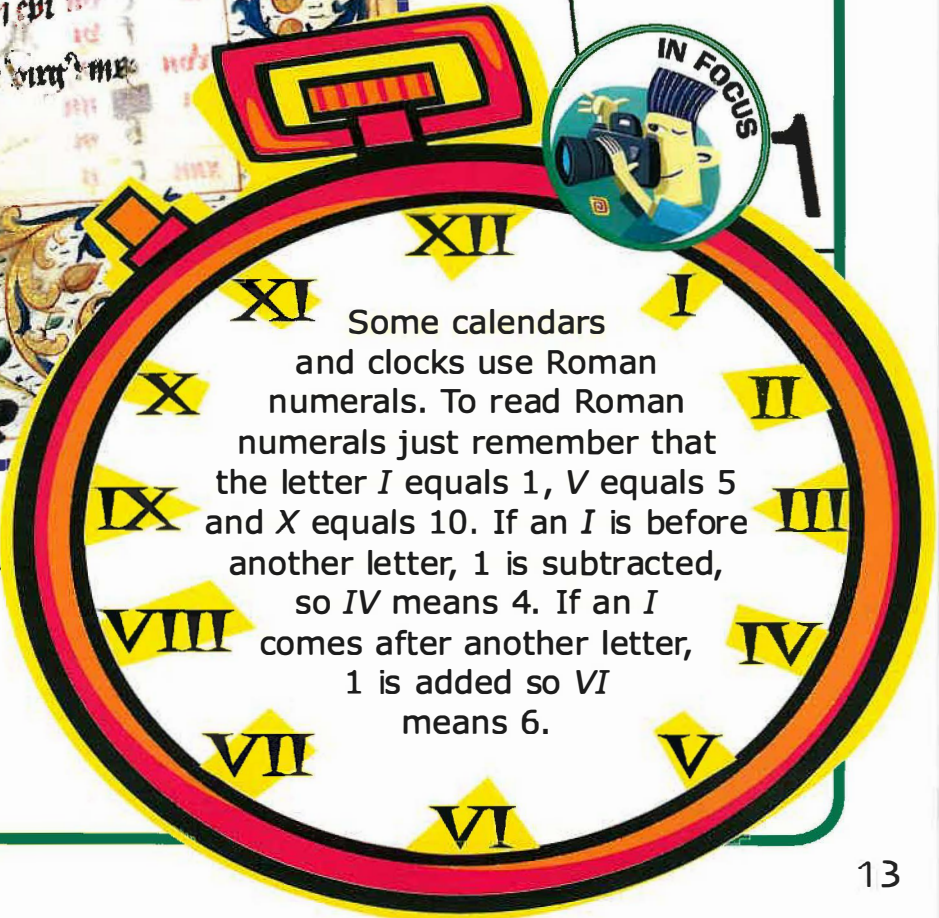 IN FOCUS
1
XII
XI
I
X
II
IX
III
VIII
IV
VII
V
VI
Some calendars
and clocks use Roman
numerals. To read Roman
numerals just remember that
the letter I equals 1, V equals 5
and X equals 10. If an I is before
another letter, 1 is subtracted,
so IV means 4. If an I
comes after another letter,
1 is added so VI
means 6.
13